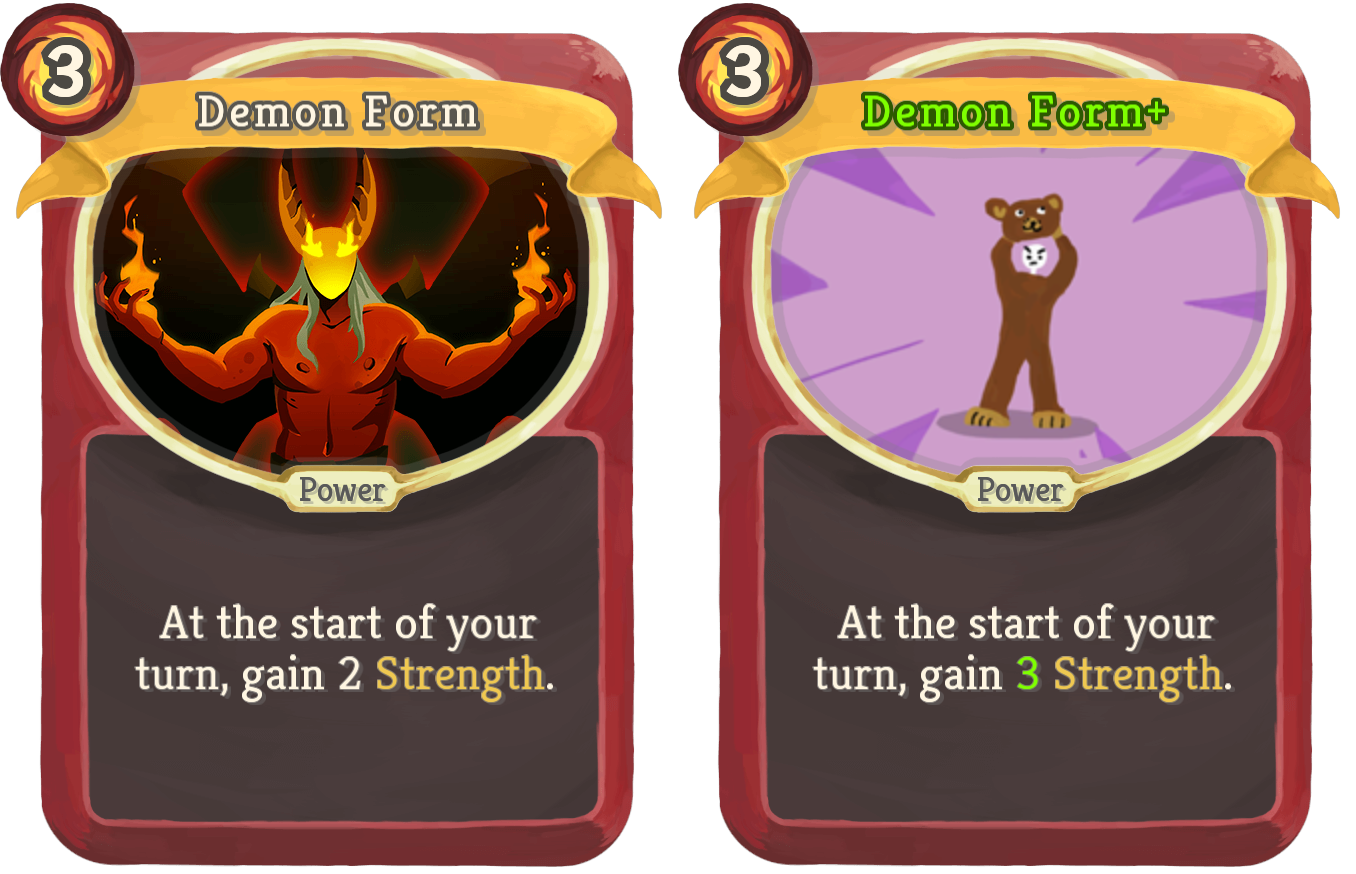 3
Demon Form
Power
At the start of your
turn, gain 2 Strength.
3
Demon Form+
Power
At the start of your
turn, gain 3 Strength.